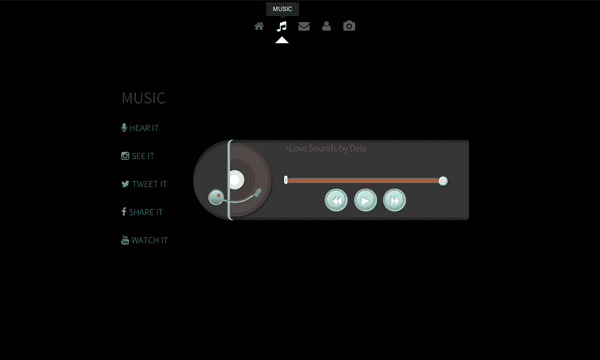 MUSIC
MUSIC
HEAR IT
SEE IT
TWEET IT
SHARE IT
WATCH IT
*Love Sounds by Deja